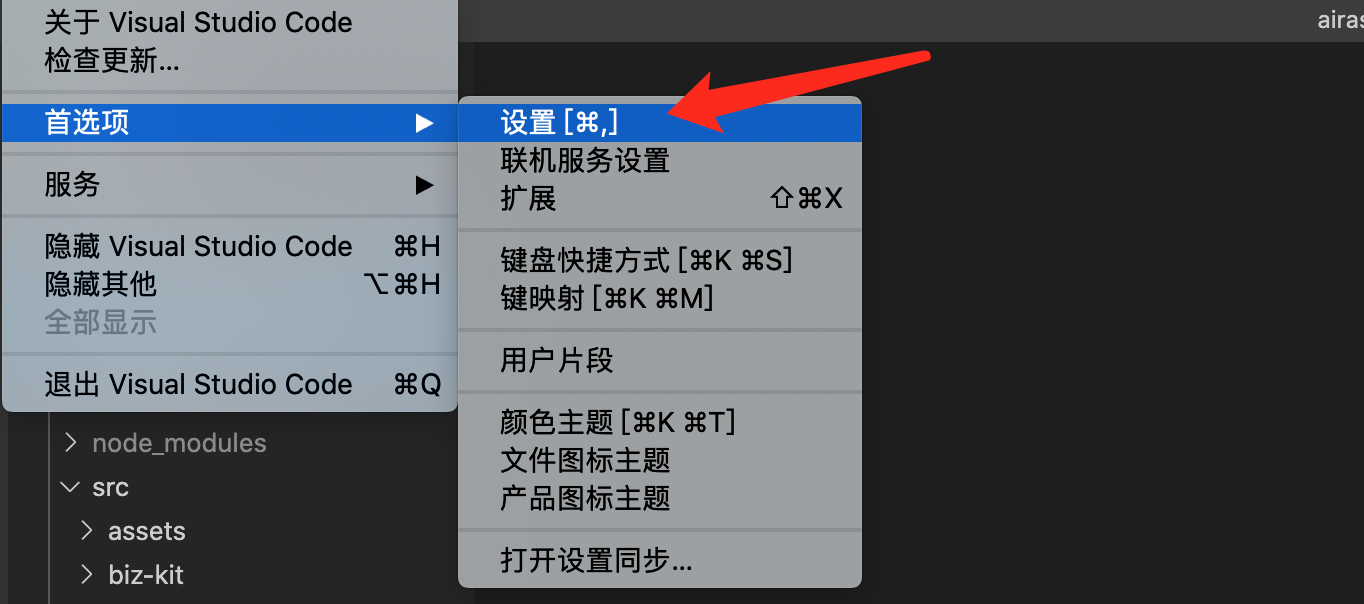 关于 Visual Studio Code
检查更新...
首选项
服务
隐藏 Visual Studio Code ⌘H
隐藏其他 ⌥⌘H
全部显示
退出 Visual Studio Code ⌘Q
设置 [⌘,]
联机服务设置
扩展 ⇧⌘X
键盘快捷方式 [⌘K ⌘S]
键映射 [⌘K ⌘M]
用户片段
颜色主题 [⌘K ⌘T]
文件图标主题
产品图标主题
打开设置同步...
node_modules
src
assets
biz-kit
airas